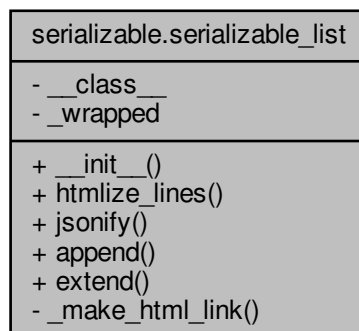 serializable.serializable_list
- __class__
- _wrapped
+ __init__()
+ htmlize_lines()
+ jsonify()
+ append()
+ extend()
- _make_html_link()